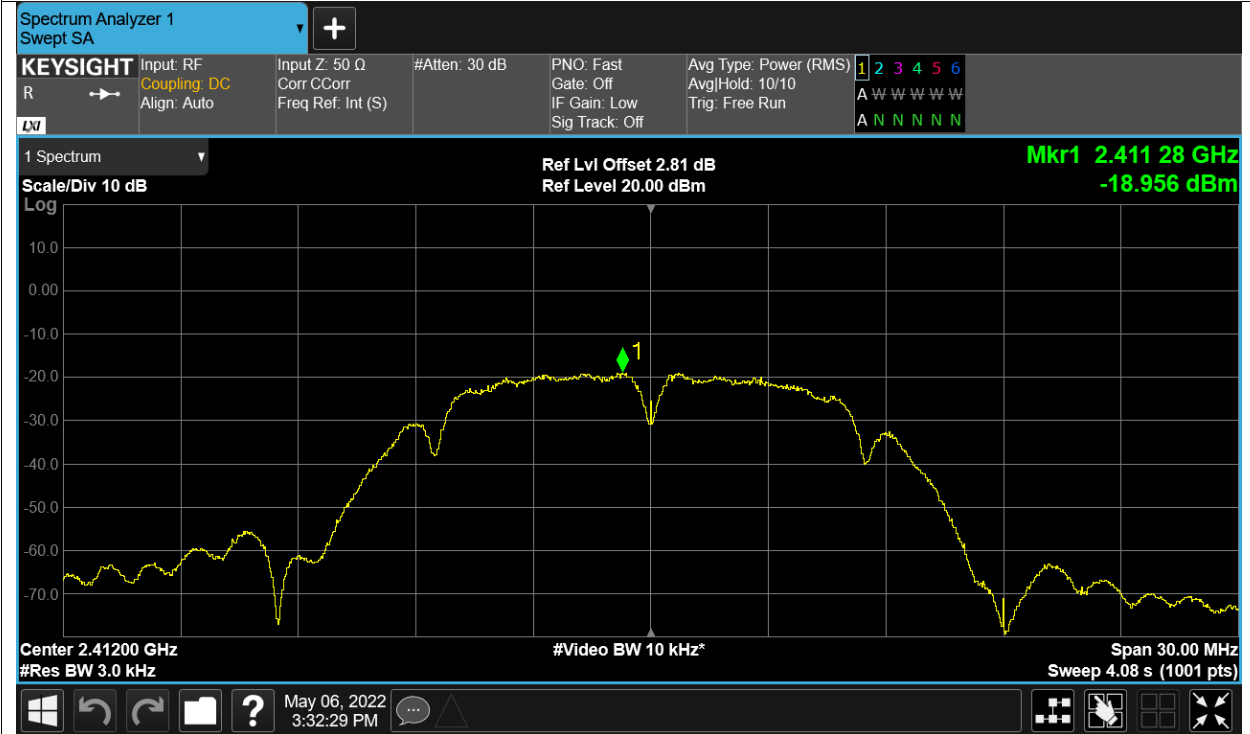 Spectrum Analyzer 1
Swept SA
+
KEYSIGHT
R
LXI
Input: RF
Coupling: DC
Align: Auto
Input Z: 50 Ω
Corr CCorr
Freq Ref: Int (S)
#Atten: 30 dB
PNO: Fast
Gate: Off
IF Gain: Low
Sig Track: Off
Avg Type: Power (RMS)
Avg|Hold: 10/10
Trig: Free Run
1 2 3 4 5 6
A W W W W W
A N N N N N
1 Spectrum
Scale/Div 10 dB
Log
Ref Lvl Offset 2.81 dB
Ref Level 20.00 dBm
Mkr1 2.411 28 GHz
-18.956 dBm
10.0
0.00
-10.0
1
-20.0
-30.0
-40.0
-50.0
-60.0
-70.0
Center 2.41200 GHz
#Res BW 3.0 kHz
#Video BW 10 kHz*
Span 30.00 MHz
Sweep 4.08 s (1001 pts)
?
May 06, 2022
3:32:29 PM